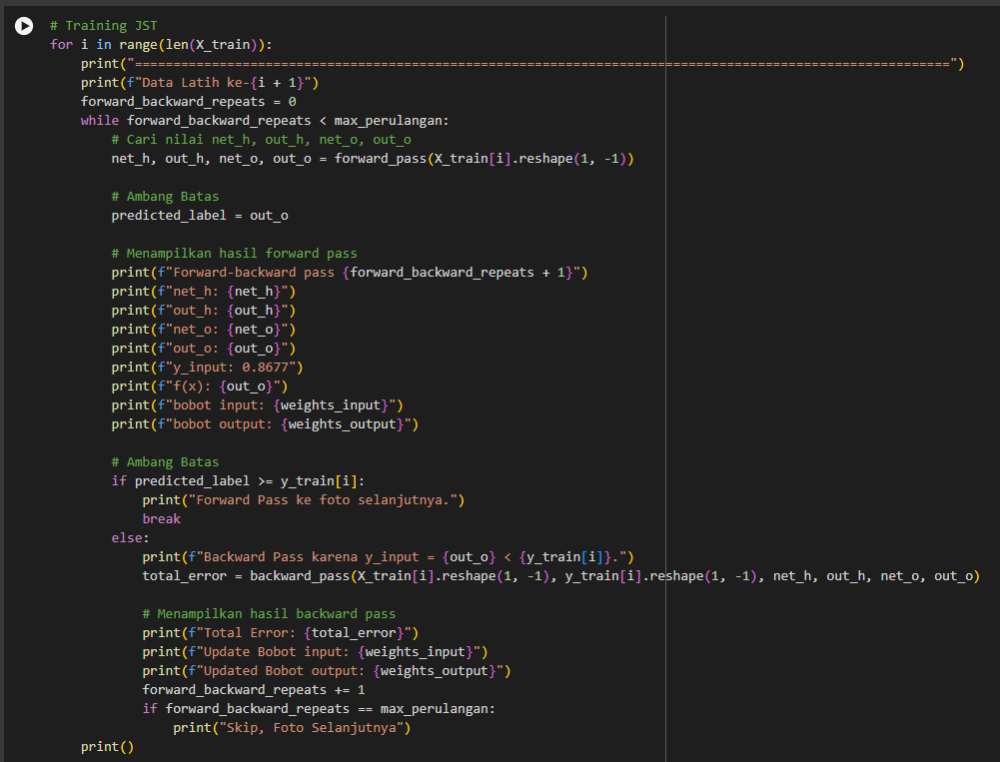 # Training JST
for i in range(len(X_train)):
    print("==========================================================================================================")
    print(f"Data Latih ke-{i + 1}")
    forward_backward_repeats = 0
    while forward_backward_repeats < max_perulangan:
        # Cari nilai net_h, out_h, net_o, out_o
        net_h, out_h, net_o, out_o = forward_pass(X_train[i].reshape(1, -1))

        # Ambang Batas
        predicted_label = out_o

        # Menampilkan hasil forward pass
        print(f"Forward-backward pass {forward_backward_repeats + 1}")
        print(f"net_h: {net_h}")
        print(f"out_h: {out_h}")
        print(f"net_o: {net_o}")
        print(f"out_o: {out_o}")
        print(f"y_input: 0.8677")
        print(f"f(x): {out_o}")
        print(f"bobot input: {weights_input}")
        print(f"bobot output: {weights_output}")

        # Ambang Batas
        if predicted_label >= y_train[i]:
            print("Forward Pass ke foto selanjutnya.")
            break
        else:
            print(f"Backward Pass karena y_input = {out_o} < {y_train[i]}.")
            total_error = backward_pass(X_train[i].reshape(1, -1), y_train[i].reshape(1, -1), net_h, out_h, net_o, out_o)

            # Menampilkan hasil backward pass
            print(f"Total Error: {total_error}")
            print(f"Update Bobot input: {weights_input}")
            print(f"Updated Bobot output: {weights_output}")
            forward_backward_repeats += 1
            if forward_backward_repeats == max_perulangan:
                print("Skip, Foto Selanjutnya")
    print()